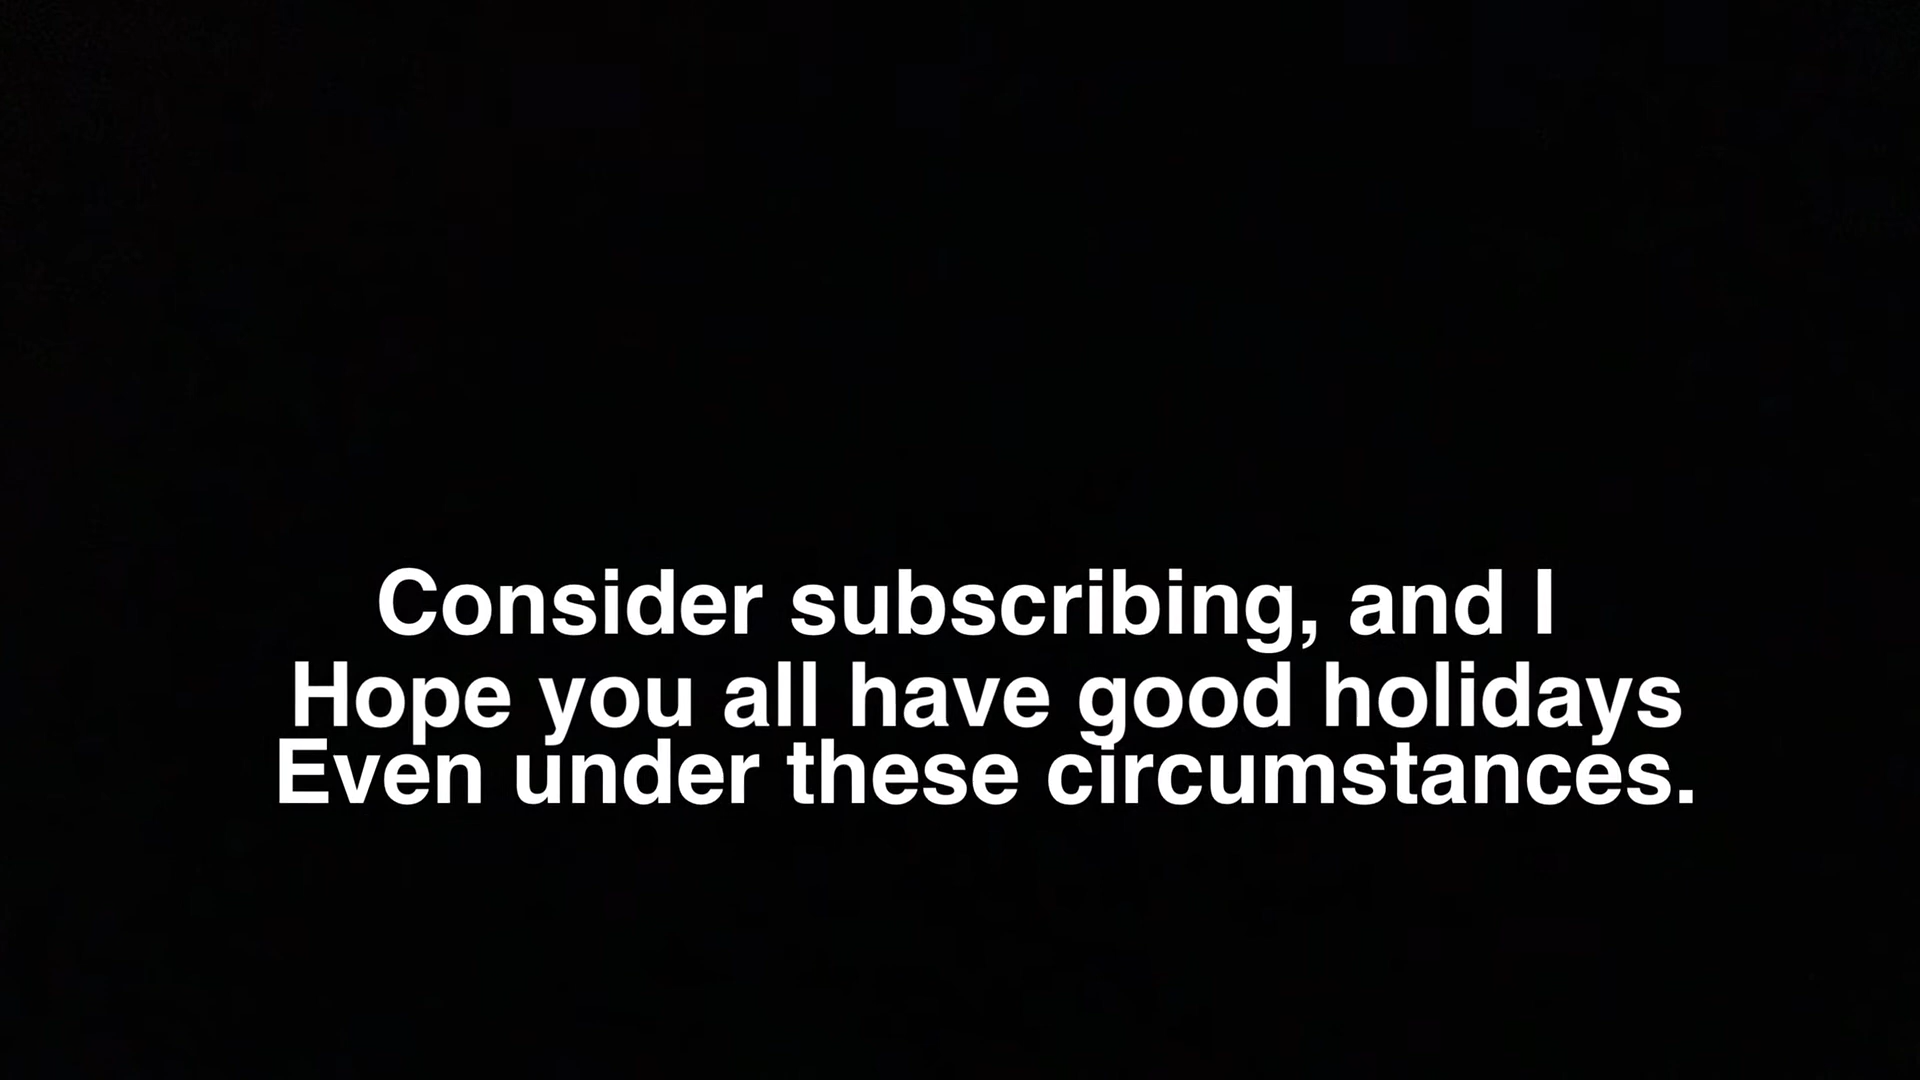 Consider subscribing, and I
Hope you all have good holidays
Even under these circumstances.